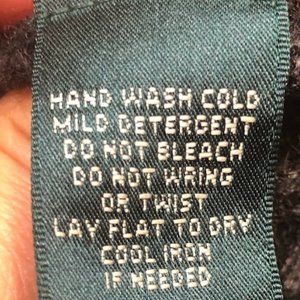 HAND WASH COLD
MILD DETERGENT
DO NOT BLEACH
DO NOT WRING
OR TWIST
LAY FLAT TO DRY
COOL IRON
IF NEEDED